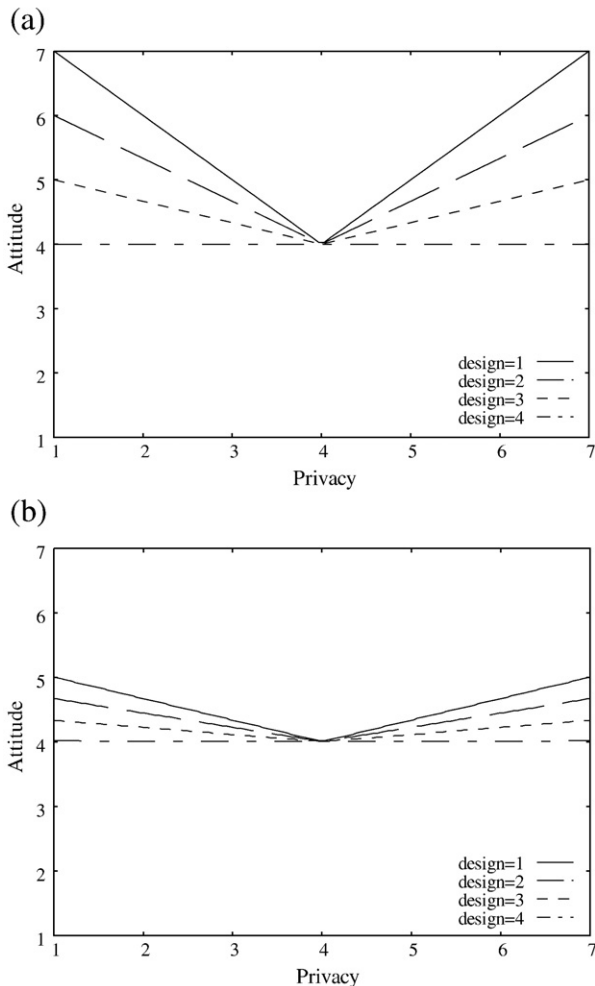 (a)
7
6
5
4
3
2
1
Attitude
design=1
design=2
design=3
design=4
1 2 3 4 5 6 7
Privacy
(b)
7
6
5
4
3
2
1
Attitude
design=1
design=2
design=3
design=4
1 2 3 4 5 6 7
Privacy